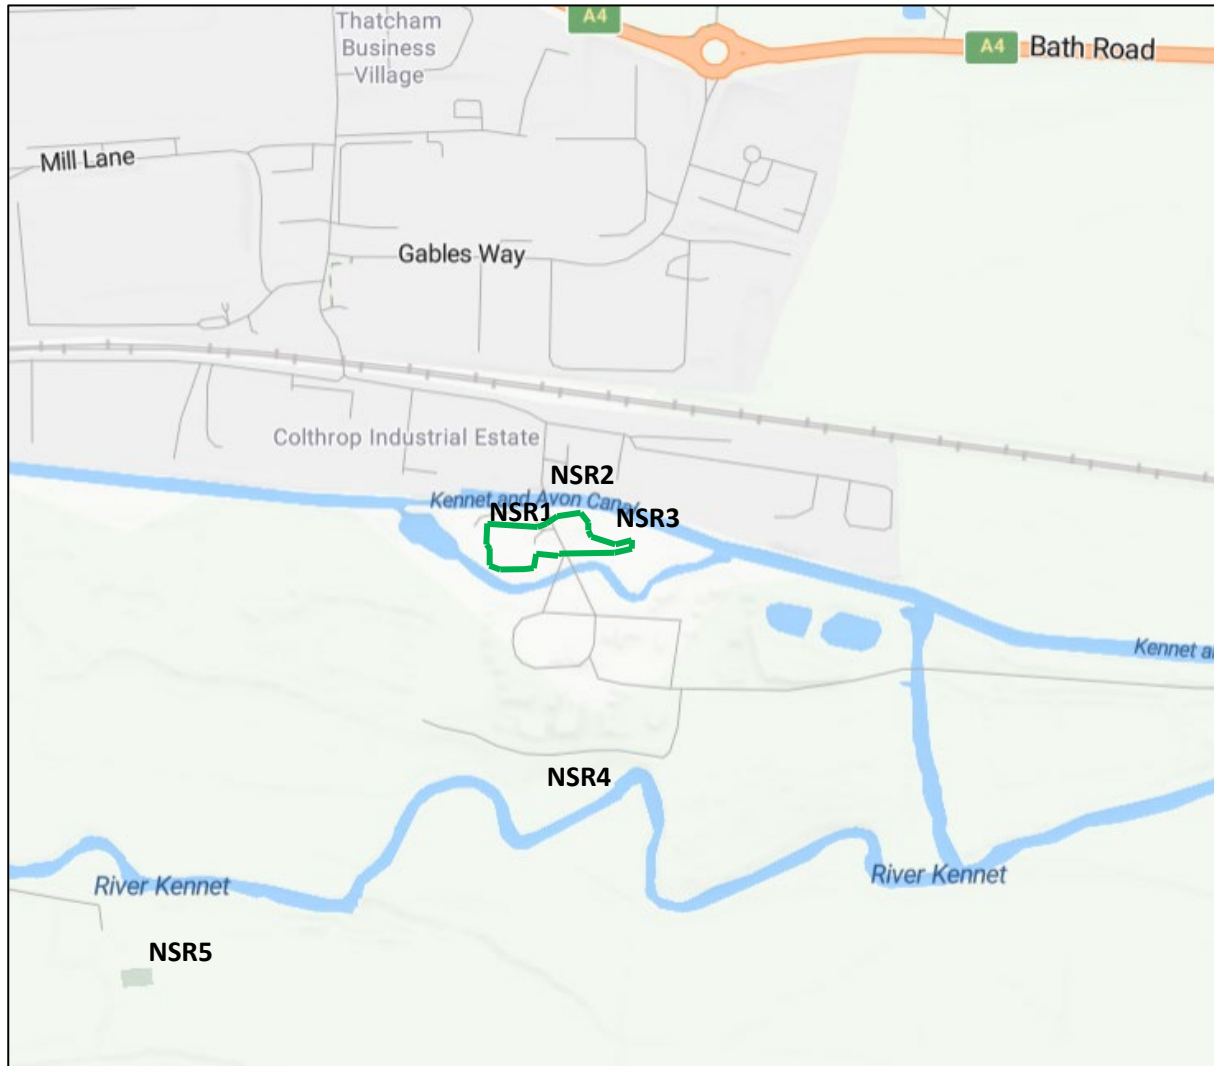 A4
Thatcham
Business
Village
A4
Bath Road
Mill Lane
Gables Way
Colthrop Industrial Estate
NSR2
Kennet and Avon Canal
NSR1
NSR3
Kennet a
NSR4
River Kennet
River Kennet
NSR5